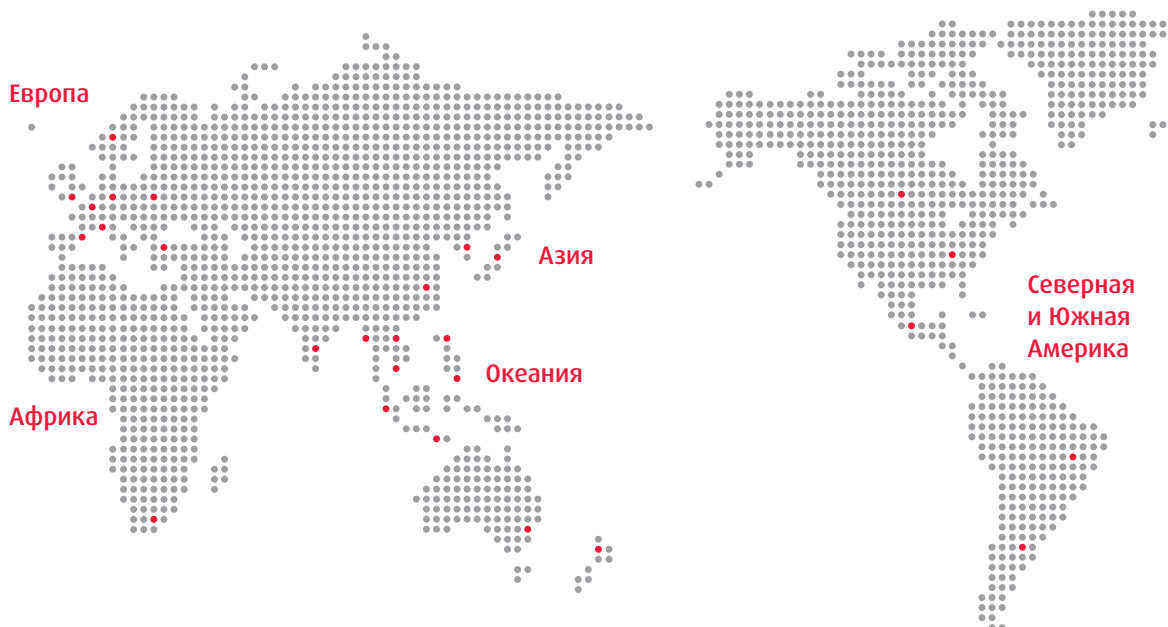 Европа
Азия
Северная
и Южная
Америка
Океания
Африка